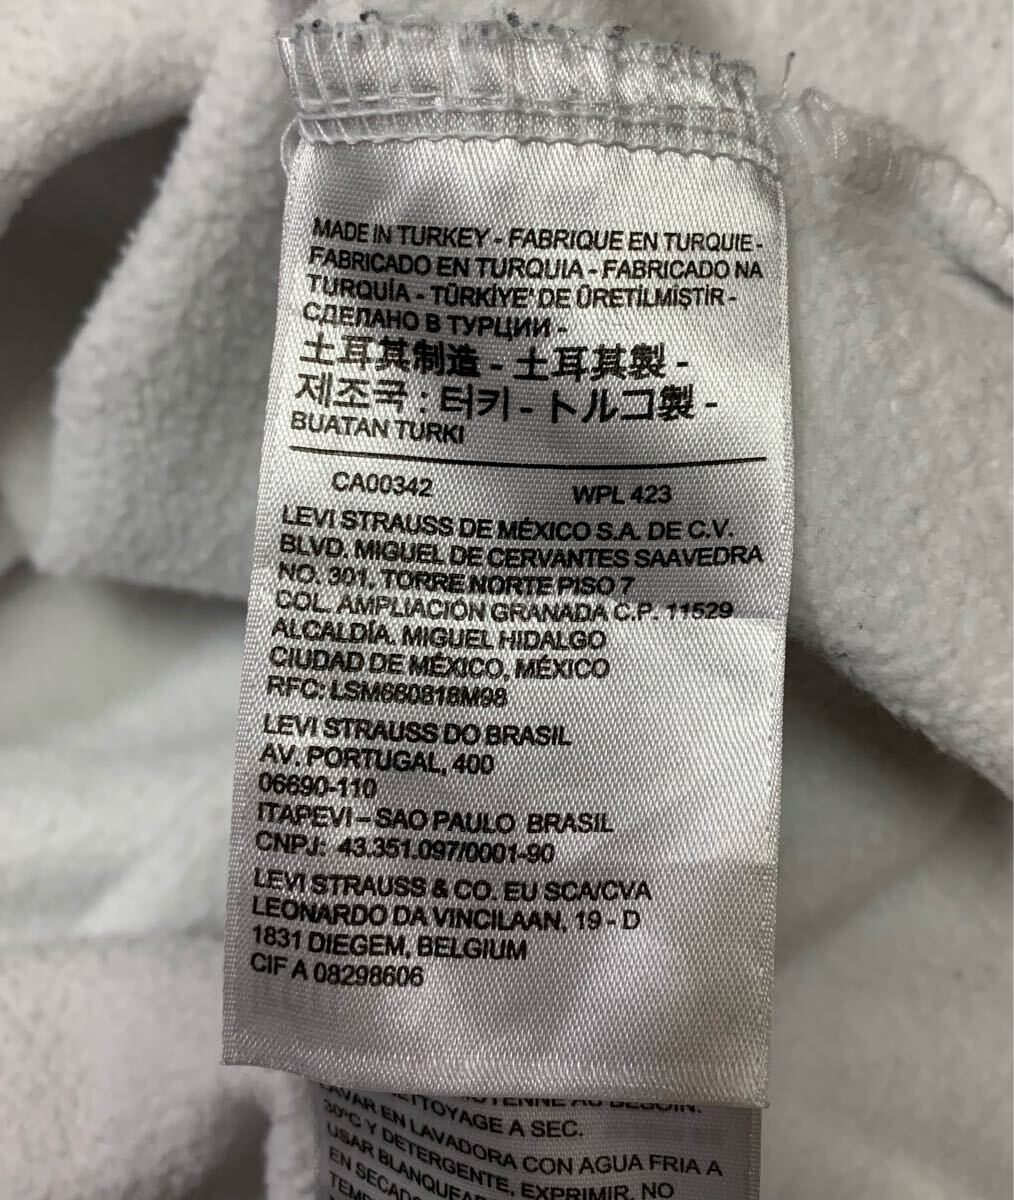 MADE IN TURKEY - FABRIQUE EN TURQUIE -
FABRICADO EN TURQUIA - FABRICADO NA
TURQUÍA - TÜRKİYE' DE ÜRETİLMİŞTİR -
СДЕЛАНО В ТУРЦИИ -
土耳其制造 - 土耳其製 -
제조국 : 터키 - トルコ製 -
BUATAN TURKI
CA00342 WPL 423
LEVI STRAUSS DE MÉXICO S.A. DE C.V.
BLVD. MIGUEL DE CERVANTES SAAVEDRA
NO. 301. TORRE NORTE PISO 7
COL. AMPLIACIÓN GRANADA C.P. 11529
ALCALDÍA. MIGUEL HIDALGO
CIUDAD DE MÉXICO, MÉXICO
RFC: LSM660818M98
LEVI STRAUSS DO BRASIL
AV. PORTUGAL, 400
06690-110
ITAPEVI – SAO PAULO BRASIL
CNPJ: 43.351.097/0001-90
LEVI STRAUSS & CO. EU SCA/CVA
LEONARDO DA VINCILAAN, 19 - D
1831 DIEGEM, BELGIUM
CIF A 08298606
AU BESOIN.
NETTOYAGE A SEC.
LAVAR EN LAVADORA CON AGUA FRIA A
30°C Y DETERGENTE, EXPRIMIR. NO
USAR
EN